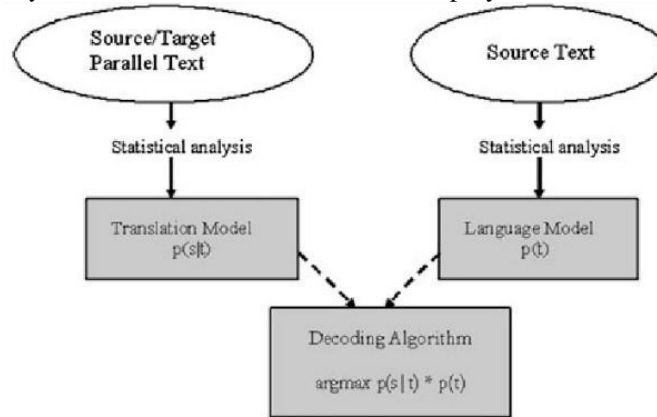 Source/Target
Parallel Text
Source Text
Statistical analysis
Statistical analysis
Translation Model
p(s|t)
Language Model
p(t)
Decoding Algorithm
argmax p(s | t) * p(t)